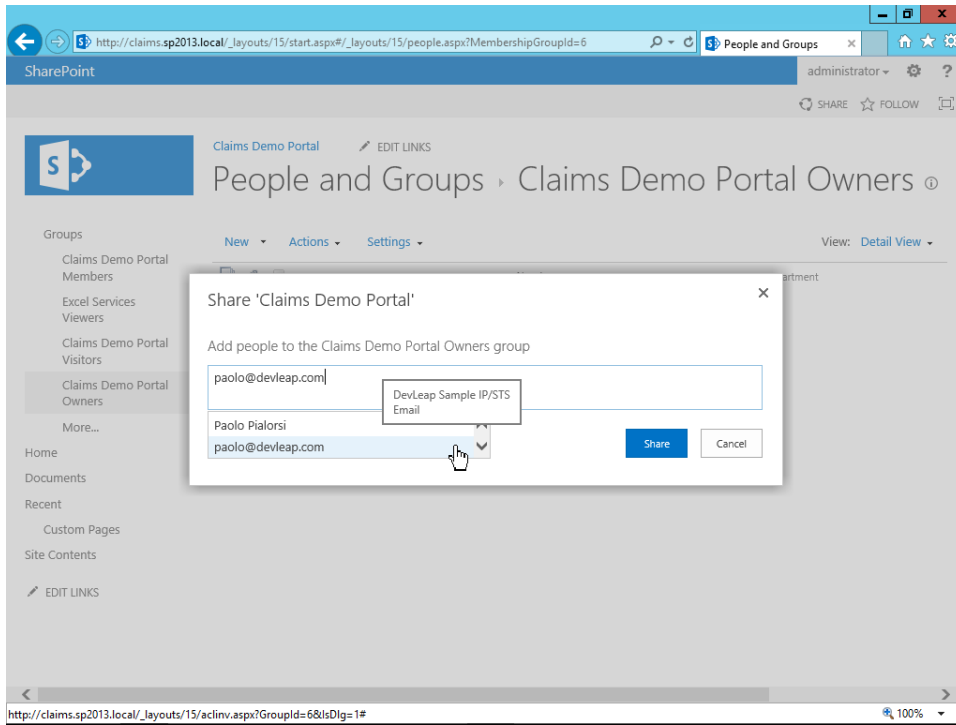 http://claims.sp2013.local/_layouts/15/start.aspx#/_layouts/15/people.aspx?MembershipGroupId=6
People and Groups
SharePoint
administrator
?
SHARE
FOLLOW
S
Claims Demo Portal
EDIT LINKS
People and Groups
Claims Demo Portal Owners
Groups
Claims Demo Portal
Members
Excel Services
Viewers
Claims Demo Portal
Visitors
Claims Demo Portal
Owners
More...
Home
Documents
Recent
Custom Pages
Site Contents
EDIT LINKS
New
Actions
Settings
View: Detail View
Share 'Claims Demo Portal'
Add people to the Claims Demo Portal Owners group
paolo@devleap.com
DevLeap Sample IP/STS
Email
Paolo Pialorsi
paolo@devleap.com
Share
Cancel
http://claims.sp2013.local/_layouts/15/aclinv.aspx?GroupId=6&IsDlg=1#
100%